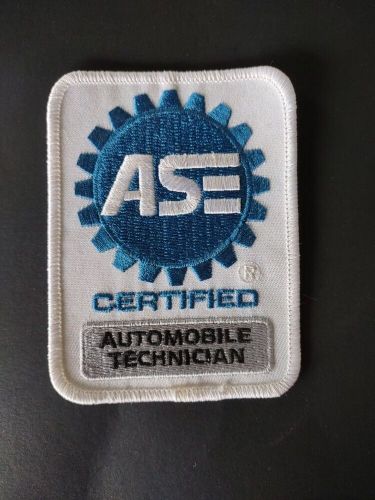 ASE
®
CERTIFIED
AUTOMOBILE
TECHNICIAN